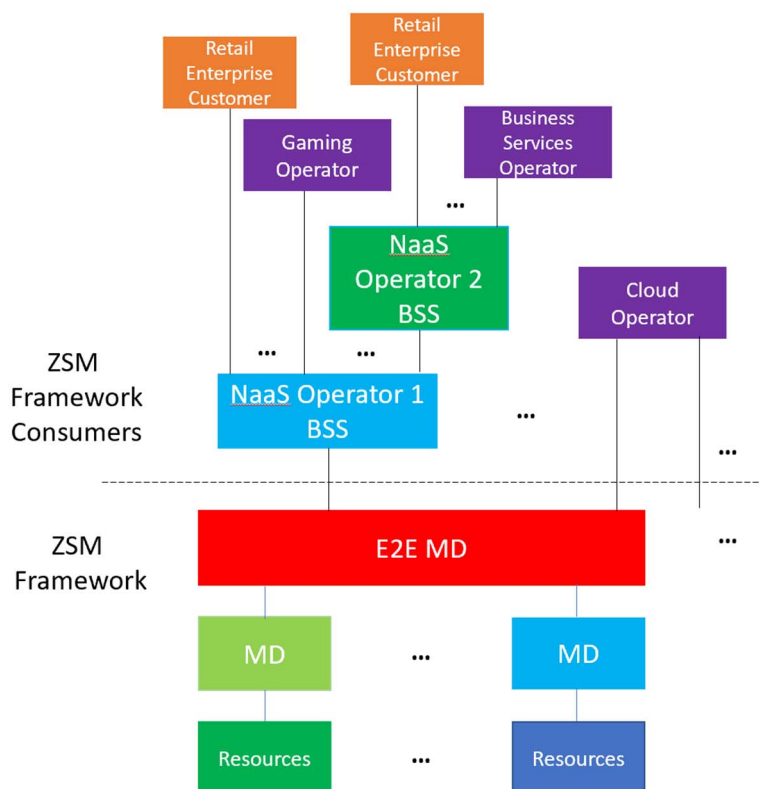 Retail
Enterprise
Customer
Retail
Enterprise
Customer
Gaming
Operator
Business
Services
Operator
...
NaaS
Operator 2
BSS
Cloud
Operator
ZSM
Framework
Consumers
...
...
NaaS Operator 1
BSS
...
...
ZSM
Framework
E2E MD
...
MD
...
MD
Resources
...
Resources